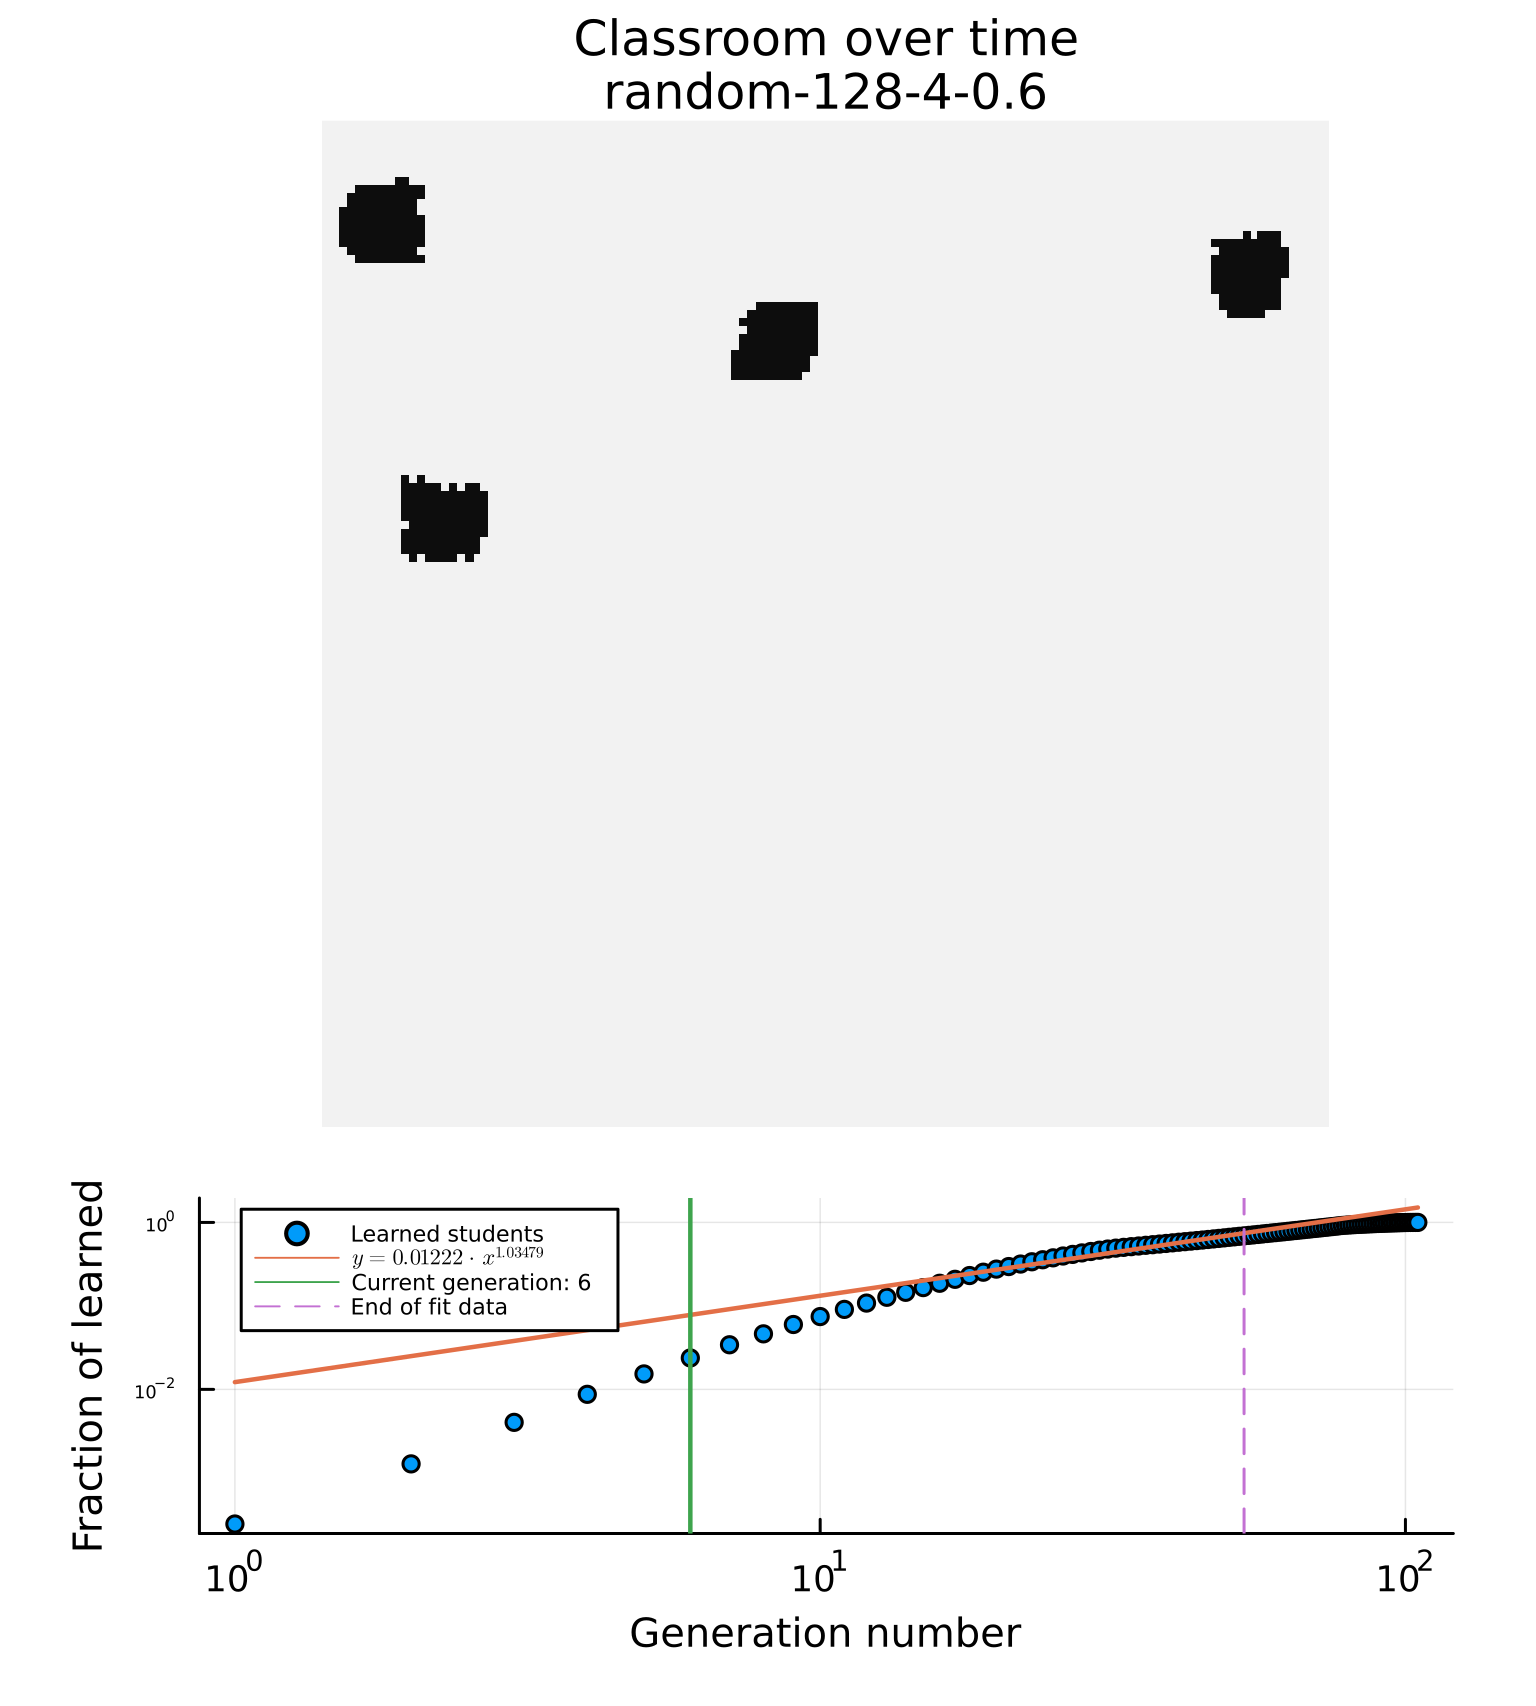 Classroom over time
random-128-4-0.6
Fraction of learned
10^0
10^-2
Learned students
y = 0.01222 · x^1.03479
Current generation: 6
End of fit data
10^0
10^1
10^2
Generation number